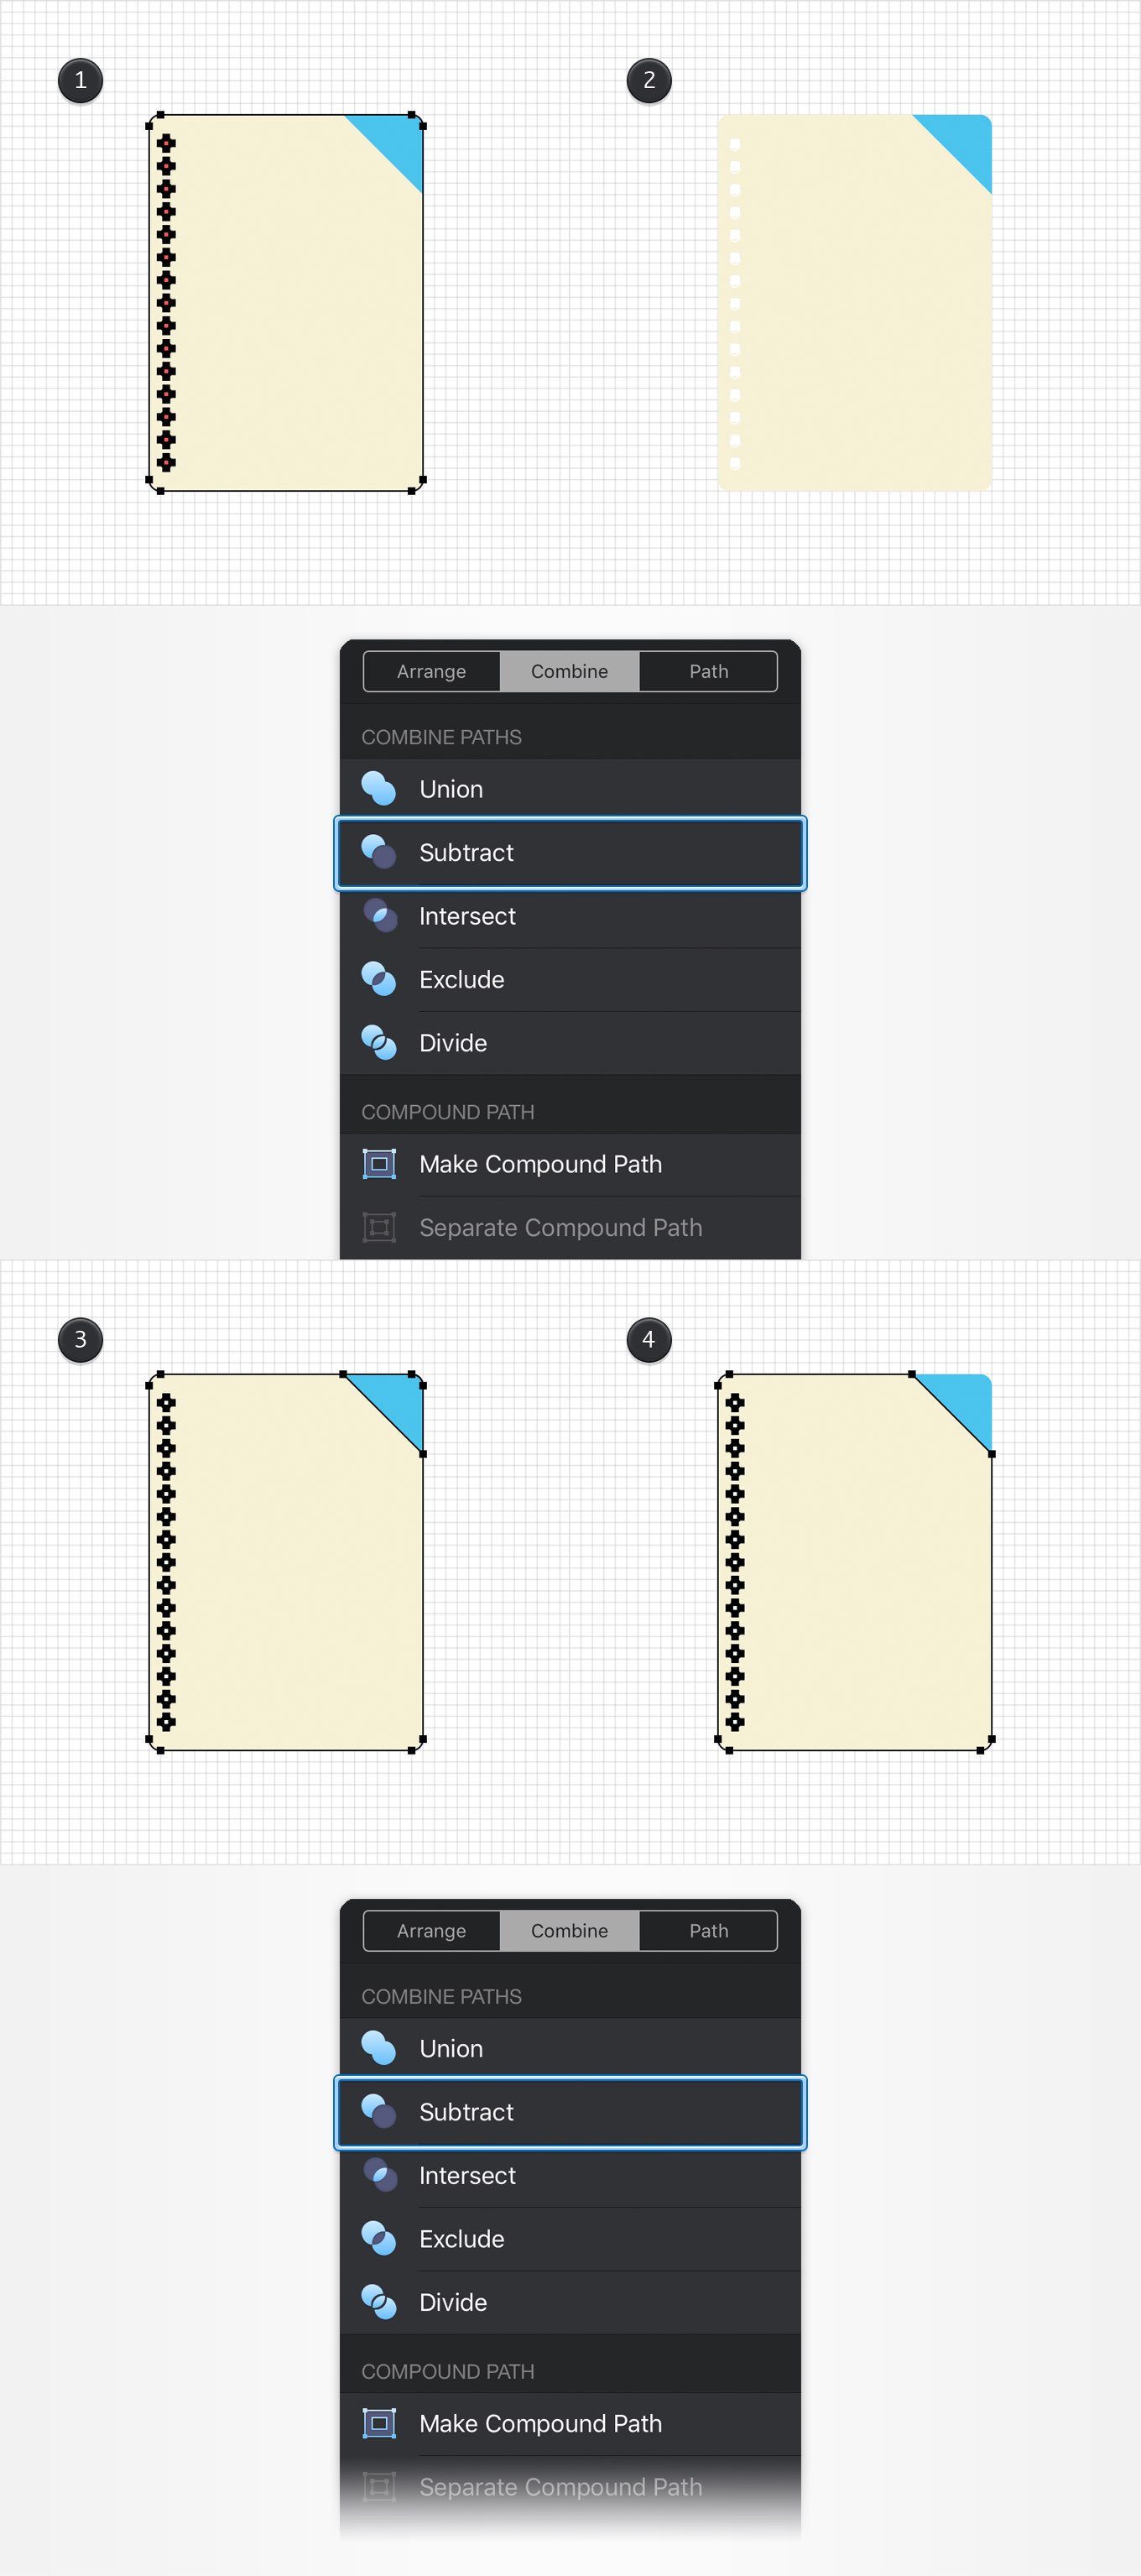 1
2
Arrange Combine Path
COMBINE PATHS
Union
Subtract
Intersect
Exclude
Divide
COMPOUND PATH
Make Compound Path
Separate Compound Path
3
4
Arrange Combine Path
COMBINE PATHS
Union
Subtract
Intersect
Exclude
Divide
COMPOUND PATH
Make Compound Path
Separate Compound Path